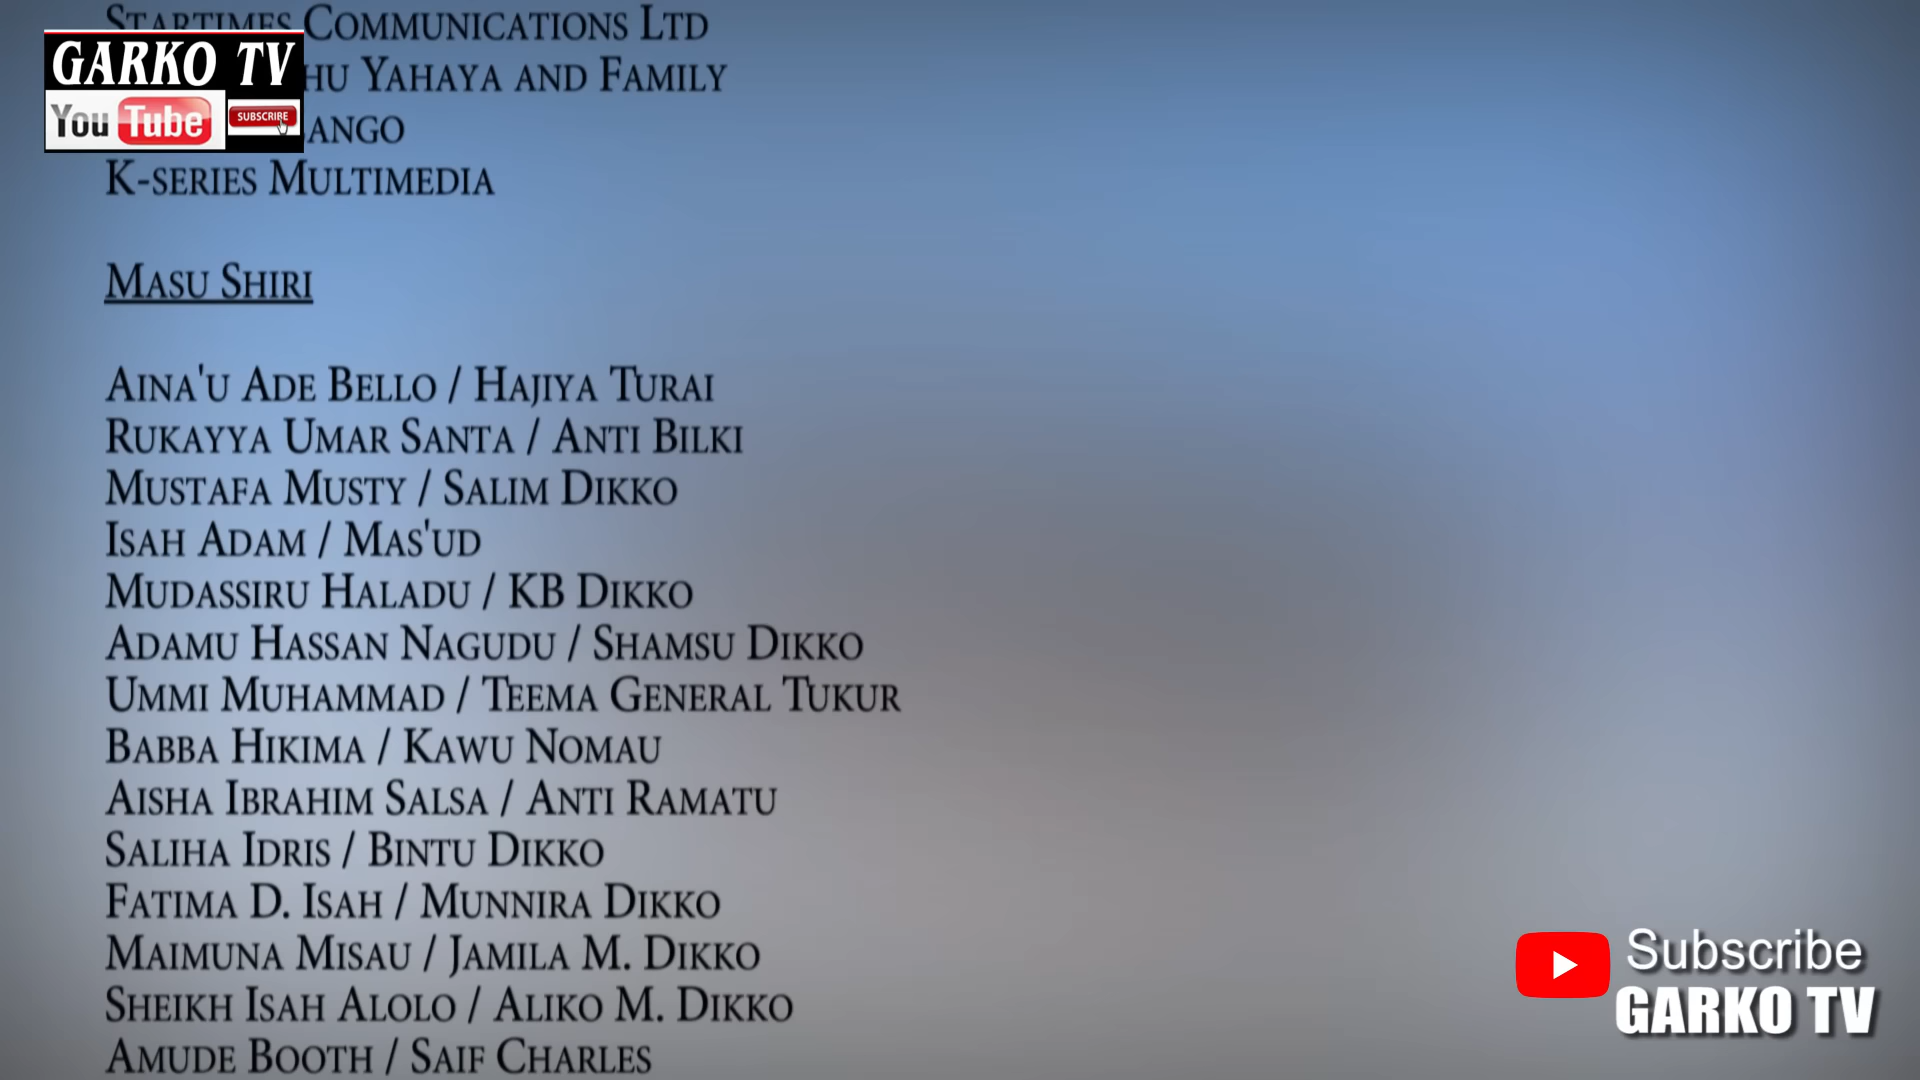 STARTIMES COMMUNICATIONS LTD
GARKO TV
YAHAYA AND FAMILY
You Tube
SUBSCRIBE
K-SERIES MULTIMEDIA
MASU SHIRI
AINA'U ADE BELLO / HAJIYA TURAI
RUKAYYA UMAR SANTA / ANTI BILKI
MUSTAFA MUSTY / SALIM DIKKO
ISAH ADAM / MAS'UD
MUDASSIRU HALADU / KB DIKKO
ADAMU HASSAN NAGUDU / SHAMSU DIKKO
UMMI MUHAMMAD / TEEMA GENERAL TUKUR
BABBA HIKIMA / KAWU NOMAU
AISHA IBRAHIM SALSA / ANTI RAMATU
SALIHA IDRIS / BINTU DIKKO
FATIMA D. ISAH / MUNNIRA DIKKO
MAIMUNA MISAU / JAMILA M. DIKKO
SHEIKH ISAH ALOLO / ALIKO M. DIKKO
AMUDE BOOTH / SAIF CHARLES
Subscribe
GARKO TV